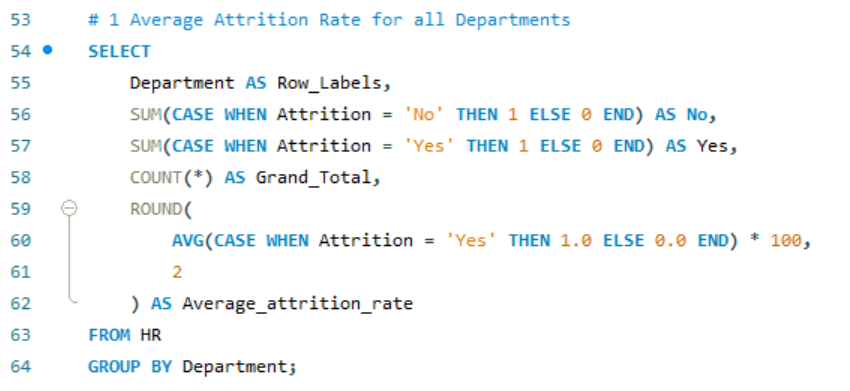 53 # 1 Average Attrition Rate for all Departments
54 SELECT
55 Department AS Row_Labels,
56 SUM(CASE WHEN Attrition = 'No' THEN 1 ELSE 0 END) AS No,
57 SUM(CASE WHEN Attrition = 'Yes' THEN 1 ELSE 0 END) AS Yes,
58 COUNT(*) AS Grand_Total,
59 ROUND(
60 AVG(CASE WHEN Attrition = 'Yes' THEN 1.0 ELSE 0.0 END) * 100,
61 2
62 ) AS Average_attrition_rate
63 FROM HR
64 GROUP BY Department;